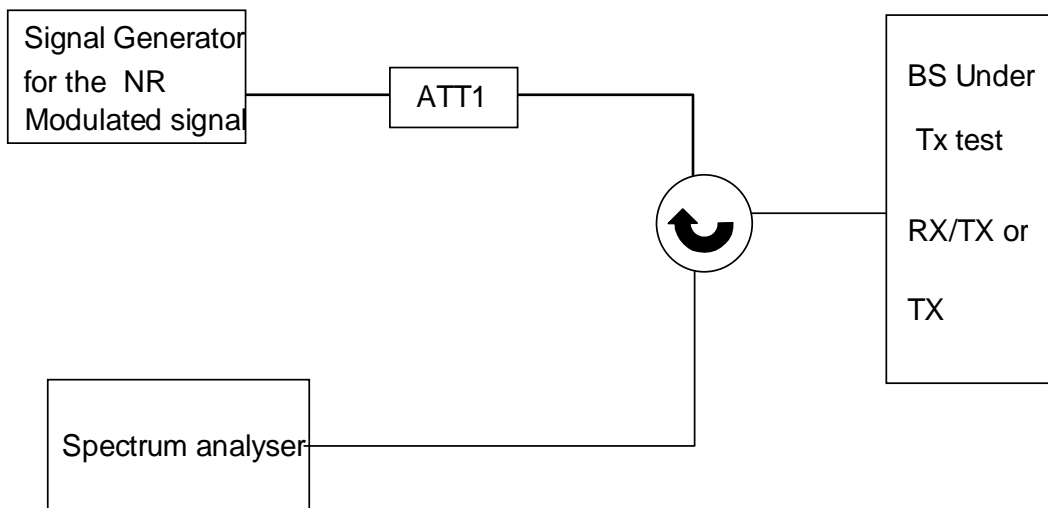 Signal Generator
for the NR
Modulated signal
ATT1
BS Under
Tx test
RX/TX or
TX
Spectrum analyser